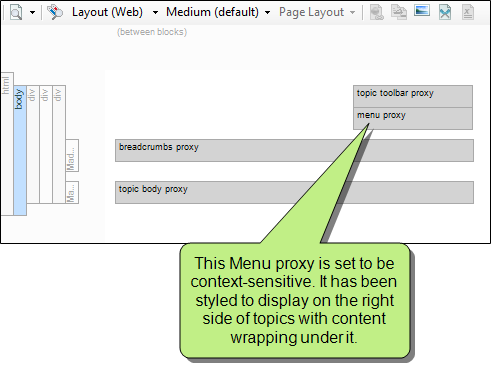 Layout (Web) Medium (default) Page Layout
(between blocks)
html
body
div
div
div
Mad...
Ma...
topic toolbar proxy
menu proxy
breadcrumbs proxy
topic body proxy
This Menu proxy is set to be
context-sensitive. It has been
styled to display on the right
side of topics with content
wrapping under it.